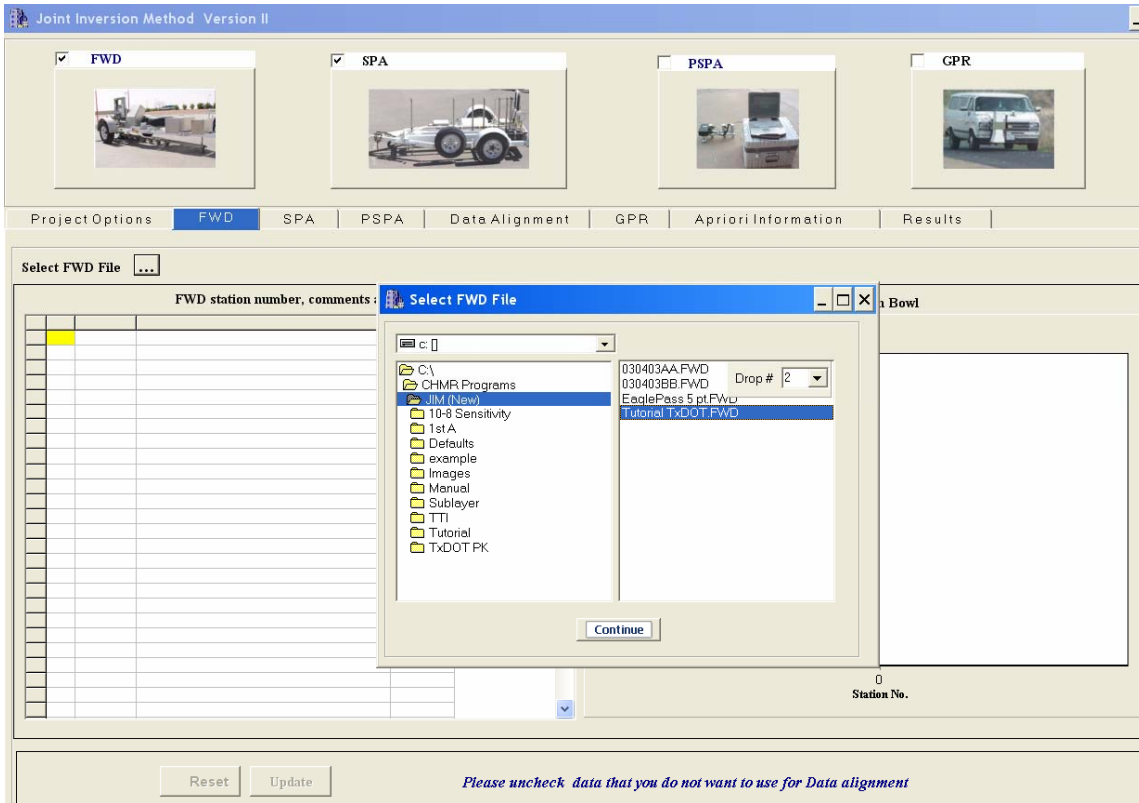 Joint Inversion Method Version II
FWD
SPA
PSPA
GPR
Project Options
FWD
SPA
PSPA
Data Alignment
GPR
Apriori Information
Results
Select FWD File ...
FWD station number, comments
Bowl
Select FWD File
c: []
C:\
CHMR Programs
JIM (New)
10-8 Sensitivity
1st A
Defaults
example
Images
Manual
Sublayer
TTI
Tutorial
TxDOT PK
030403AA.FWD
030403BB.FWD
EaglePass 5 pt.FWD
Tutorial TxDOT.FWD
Drop # 2
Continue
0
Station No.
Reset
Update
Please uncheck data that you do not want to use for Data alignment